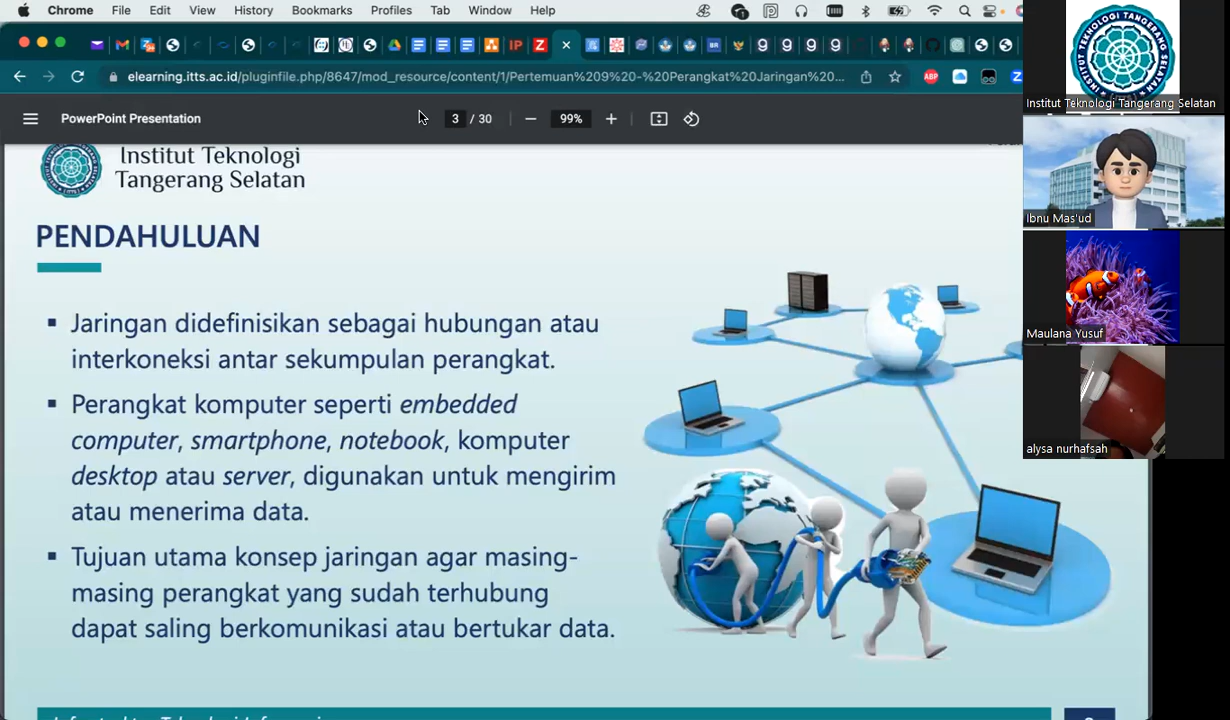 Chrome File Edit View History Bookmarks Profiles Tab Window Help
elearning.itts.ac.id/pluginfile.php/8647/mod_resource/content/1/Pertemuan%209%20-%20Perangkat%20Jaringan%20...
ABP
PowerPoint Presentation
3 / 30
99%
Institut Teknologi
Tangerang Selatan
PENDAHULUAN
▪ Jaringan didefinisikan sebagai hubungan atau
interkoneksi antar sekumpulan perangkat.
▪ Perangkat komputer seperti embedded
computer, smartphone, notebook, komputer
desktop atau server, digunakan untuk mengirim
atau menerima data.
▪ Tujuan utama konsep jaringan agar masing-
masing perangkat yang sudah terhubung
dapat saling berkomunikasi atau bertukar data.
Institut Teknologi Tangerang Selatan
Ibnu Mas'ud
Maulana Yusuf
alysa nurhafsah